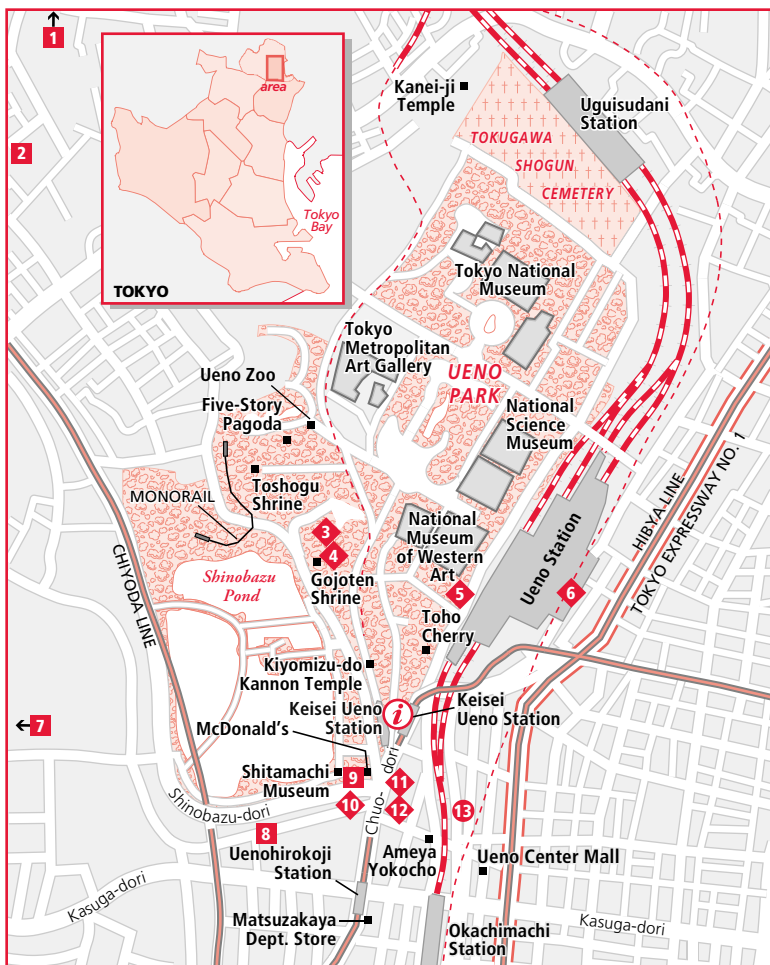 1
2
area
Tokyo
Bay
TOKYO
Kanei-ji
Temple
Uguisudani
Station
TOKUGAWA
SHOGUN
CEMETERY
Tokyo National
Museum
Tokyo
Metropolitan
Art Gallery
UENO
PARK
Ueno Zoo
Five-Story
Pagoda
National
Science
Museum
Toshogu
Shrine
MONORAIL
CHIYODA LINE
3
4
Gojoten
Shrine
National
Museum
of Western
Art
Ueno Station
HIBYA LINE
TOKYO EXPRESSWAY NO. 1
Shinobazu
Pond
5
6
Toho
Cherry
Kiyomizu-do
Kannon Temple
7
Keisei Ueno
Station
i
Keisei
Ueno Station
McDonald's
Shitamachi
Museum
9
11
10
12
13
Chuo-dori
Shinobazu-dori
8
Uenohirokoji
Station
Ameya
Yokocho
Ueno Center Mall
Kasuga-dori
Matsuzakaya
Dept. Store
Okachimachi
Station
Kasuga-dori